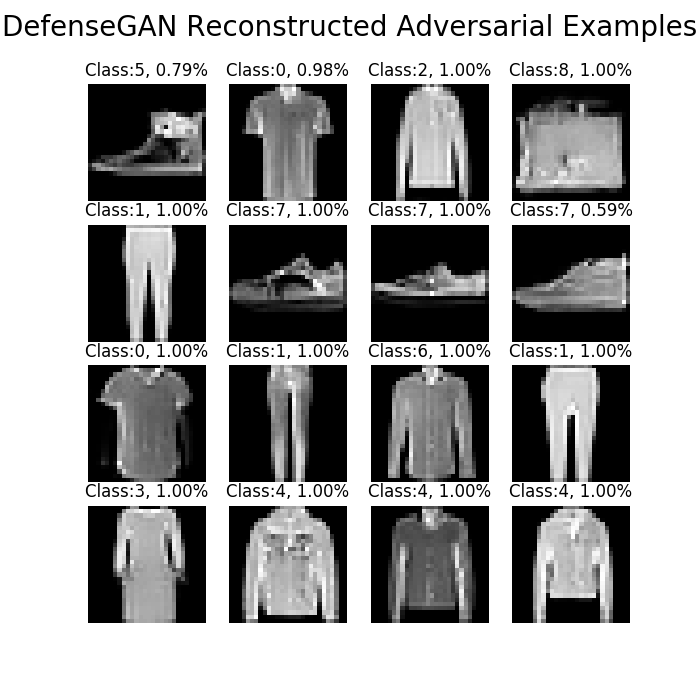 DefenseGAN Reconstructed Adversarial Examples
Class:5, 0.79% Class:0, 0.98% Class:2, 1.00% Class:8, 1.00%
Class:1, 1.00% Class:7, 1.00% Class:7, 1.00% Class:7, 0.59%
Class:0, 1.00% Class:1, 1.00% Class:6, 1.00% Class:1, 1.00%
Class:3, 1.00% Class:4, 1.00% Class:4, 1.00% Class:4, 1.00%